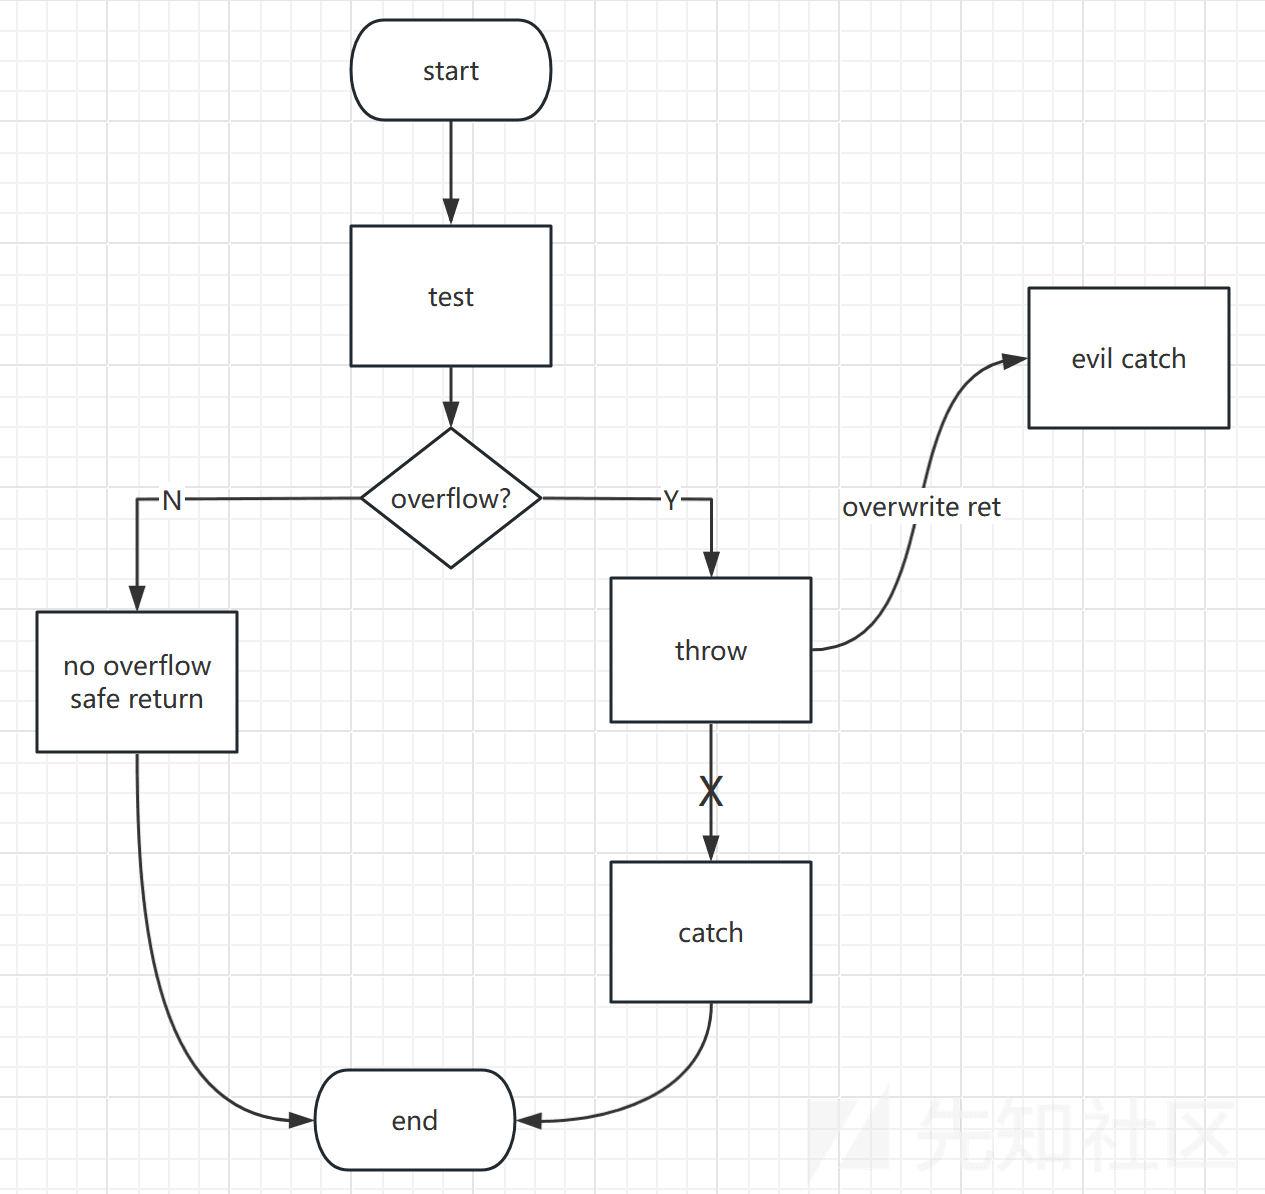 start
test
evil catch
overflow?
N
Y
overwrite ret
throw
no overflow
safe return
X
catch
end
先知社区